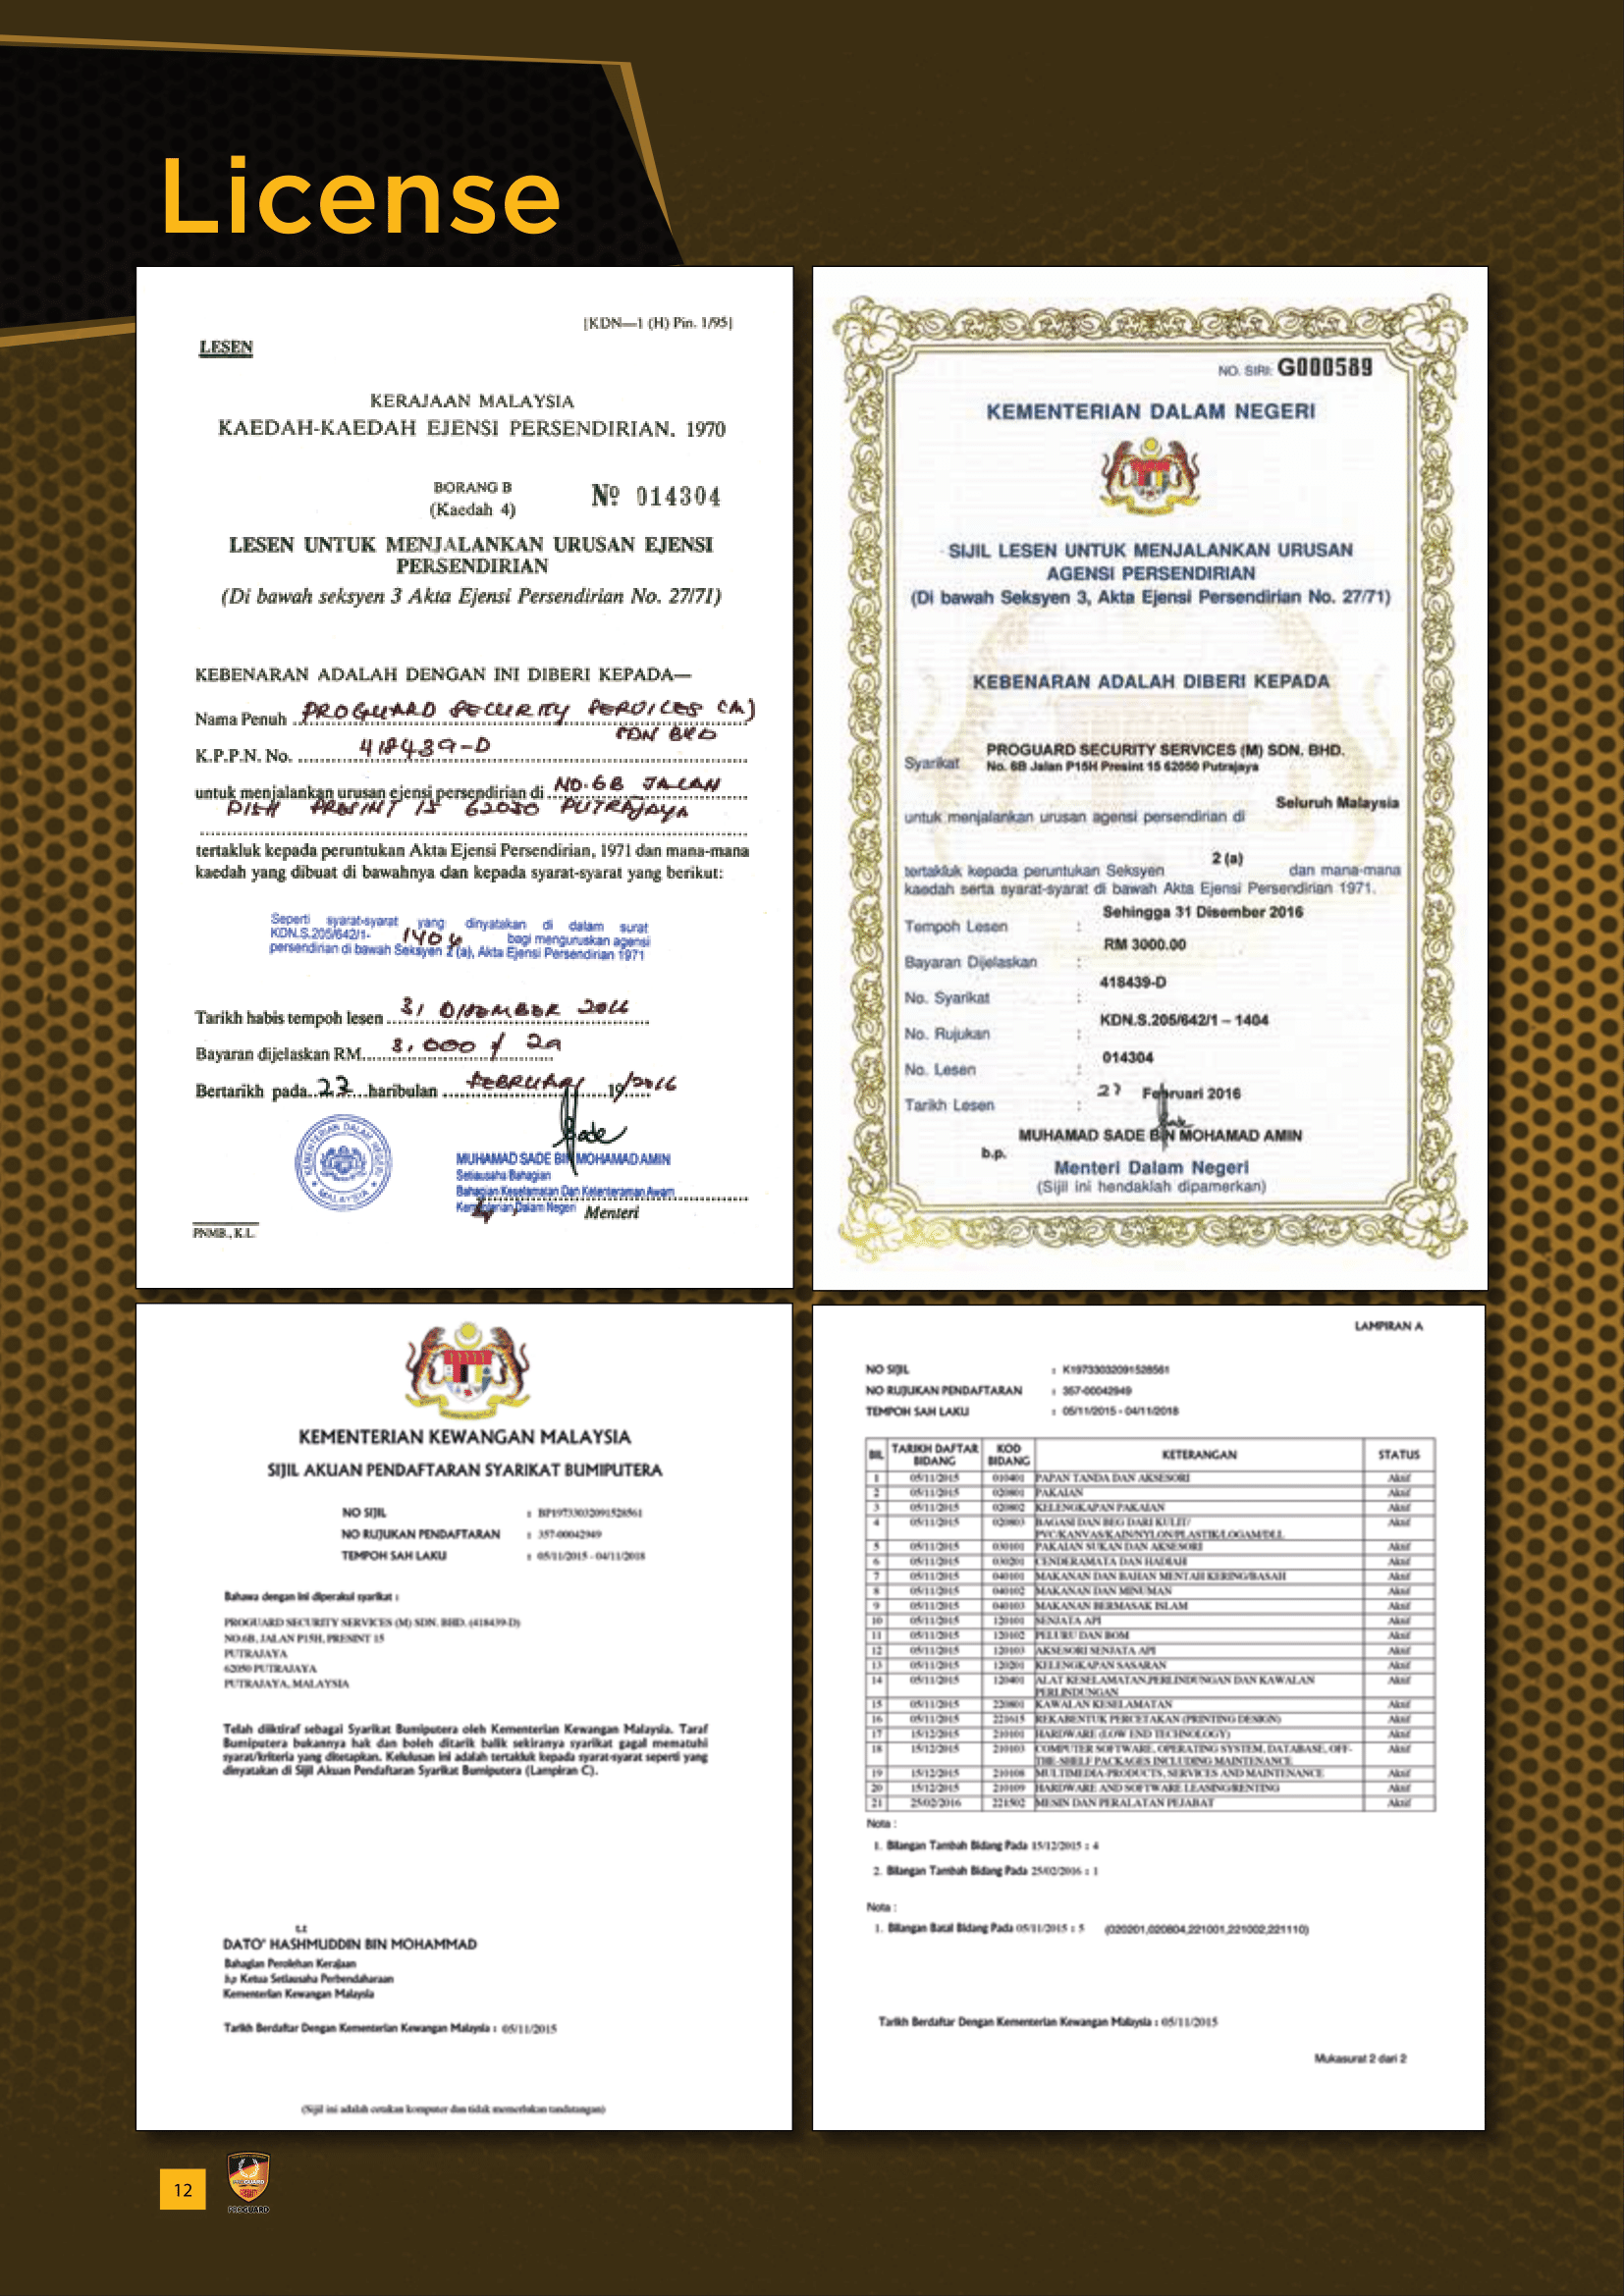 License
[KDN—1 (H) Pin. 1/95]
LESEN
KERAJAAN MALAYSIA
KAEDAH-KAEDAH EJENSI PERSENDIRIAN. 1970
BORANG B
(Kaedah 4)
Nº 014304
LESEN UNTUK MENJALANKAN URUSAN EJENSI
PERSENDIRIAN
(Di bawah seksyen 3 Akta Ejensi Persendirian No. 27/71)
KEBENARAN ADALAH DENGAN INI DIBERI KEPADA—
Nama Penuh PROGUARD SECURITY SERVICES (M)
SDN BHD
K.P.P.N. No. 418439-D
untuk menjalankan urusan ejensi persendirian di NO. 6B JALAN
P15H PRESINT 15 62050 PUTRAJAYA
tertakluk kepada peruntukan Akta Ejensi Persendirian, 1971 dan mana-mana
kaedah yang dibuat di bawahnya dan kepada syarat-syarat yang berikut:
Seperti syarat-syarat yang dinyatakan di dalam surat
KDN.S.205/642/1- 1404 bagi menguruskan agensi
persendirian di bawah Seksyen 2 (a), Akta Ejensi Persendirian 1971
Tarikh habis tempoh lesen 31 DISEMBER 2016
Bayaran dijelaskan RM 3,000 /
Bertarikh pada 23 haribulan FEBRUARI 19/2016
KEMENTERIAN DALAM NEGERI
MALAYSIA
MUHAMAD SADE BIN MOHAMAD AMIN
Setiausaha Bahagian
Bahagian Keselamatan Dan Ketenteraman Awam
Kementerian Dalam Negeri
Menteri
PNMB., K.L.
NO. SIRI: G000589
KEMENTERIAN DALAM NEGERI
SIJIL LESEN UNTUK MENJALANKAN URUSAN
AGENSI PERSENDIRIAN
(Di bawah Seksyen 3, Akta Ejensi Persendirian No. 27/71)
KEBENARAN ADALAH DIBERI KEPADA
Syarikat PROGUARD SECURITY SERVICES (M) SDN. BHD.
No. 6B Jalan P15H Presint 15 62050 Putrajaya
Seluruh Malaysia
untuk menjalankan urusan agensi persendirian di
tertakluk kepada peruntukan Seksyen 2 (a) dan mana-mana
kaedah serta syarat-syarat di bawah Akta Ejensi Persendirian 1971.
Tempoh Lesen : Sehingga 31 Disember 2016
Bayaran Dijelaskan : RM 3000.00
No. Syarikat : 418439-D
No. Rujukan : KDN.S.205/642/1 – 1404
No. Lesen : 014304
Tarikh Lesen : 23 Februari 2016
MUHAMAD SADE BIN MOHAMAD AMIN
b.p.
Menteri Dalam Negeri
(Sijil ini hendaklah dipamerkan)
KEMENTERIAN KEWANGAN MALAYSIA
SIJIL AKUAN PENDAFTARAN SYARIKAT BUMIPUTERA
NO SIJIL : BP19733032091528561
NO RUJUKAN PENDAFTARAN : 357-00042949
TEMPOH SAH LAKU : 05/11/2015 - 04/11/2018
Bahawa dengan ini diperakui syarikat :
PROGUARD SECURITY SERVICES (M) SDN. BHD. (418439-D)
NO.6B, JALAN P15H, PRESINT 15
PUTRAJAYA
62050 PUTRAJAYA
PUTRAJAYA, MALAYSIA
Telah diiktiraf sebagai Syarikat Bumiputera oleh Kementerian Kewangan Malaysia. Taraf
Bumiputera bukannya hak dan boleh ditarik balik sekiranya syarikat gagal mematuhi
syarat/kriteria yang ditetapkan. Kelulusan ini adalah tertakluk kepada syarat-syarat seperti yang
dinyatakan di Sijil Akuan Pendaftaran Syarikat Bumiputera (Lampiran C).
t.t
DATO' HASHMUDDIN BIN MOHAMMAD
Bahagian Perolehan Kerajaan
b.p Ketua Setiausaha Perbendaharaan
Kementerian Kewangan Malaysia
Tarikh Berdaftar Dengan Kementerian Kewangan Malaysia : 05/11/2015
(Sijil ini adalah cetakan komputer dan tidak memerlukan tandatangan)
LAMPIRAN A
NO SIJIL : K19733032091528561
NO RUJUKAN PENDAFTARAN : 357-00042949
TEMPOH SAH LAKU : 05/11/2015 - 04/11/2018
BIL TARIKH DAFTAR BIDANG KOD BIDANG KETERANGAN STATUS
1 05/11/2015 010401 PAPAN TANDA DAN AKSESORI Aktif
2 05/11/2015 020801 PAKAIAN Aktif
3 05/11/2015 020802 KELENGKAPAN PAKAIAN Aktif
4 05/11/2015 020803 BAGASI DAN BEG DARI KULIT/ Aktif
PVC/KANVAS/KAIN/NYLON/PLASTIK/LOGAM/DLL
5 05/11/2015 030101 PAKAIAN SUKAN DAN AKSESORI Aktif
6 05/11/2015 030201 CENDERAMATA DAN HADIAH Aktif
7 05/11/2015 040101 MAKANAN DAN BAHAN MENTAH KERING/BASAH Aktif
8 05/11/2015 040102 MAKANAN DAN MINUMAN Aktif
9 05/11/2015 040103 MAKANAN BERMASAK ISLAM Aktif
10 05/11/2015 120101 SENJATA API Aktif
11 05/11/2015 120102 PELURU DAN BOM Aktif
12 05/11/2015 120103 AKSESORI SENJATA API Aktif
13 05/11/2015 120201 KELENGKAPAN SASARAN Aktif
14 05/11/2015 120401 ALAT KESELAMATAN,PERLINDUNGAN DAN KAWALAN Aktif
PERLINDUNGAN
15 05/11/2015 220801 KAWALAN KESELAMATAN Aktif
16 05/11/2015 221615 REKABENTUK PERCETAKAN (PRINTING DESIGN) Aktif
17 15/12/2015 210101 HARDWARE (LOW END TECHNOLOGY) Aktif
18 15/12/2015 210103 COMPUTER SOFTWARE, OPERATING SYSTEM, DATABASE, OFF- Aktif
THE-SHELF PACKAGES INCLUDING MAINTENANCE
19 15/12/2015 210108 MULTIMEDIA-PRODUCTS, SERVICES AND MAINTENANCE Aktif
20 15/12/2015 210109 HARDWARE AND SOFTWARE LEASING/RENTING Aktif
21 25/02/2016 221502 MESIN DAN PERALATAN PEJABAT Aktif
Nota :
1. Bilangan Tambah Bidang Pada 15/12/2015 : 4
2. Bilangan Tambah Bidang Pada 25/02/2016 : 1
Nota :
1. Bilangan Batal Bidang Pada 05/11/2015 : 5 (020201,020804,221001,221002,221110)
Tarikh Berdaftar Dengan Kementerian Kewangan Malaysia : 05/11/2015
Mukasurat 2 dari 2
12
PROGUARD